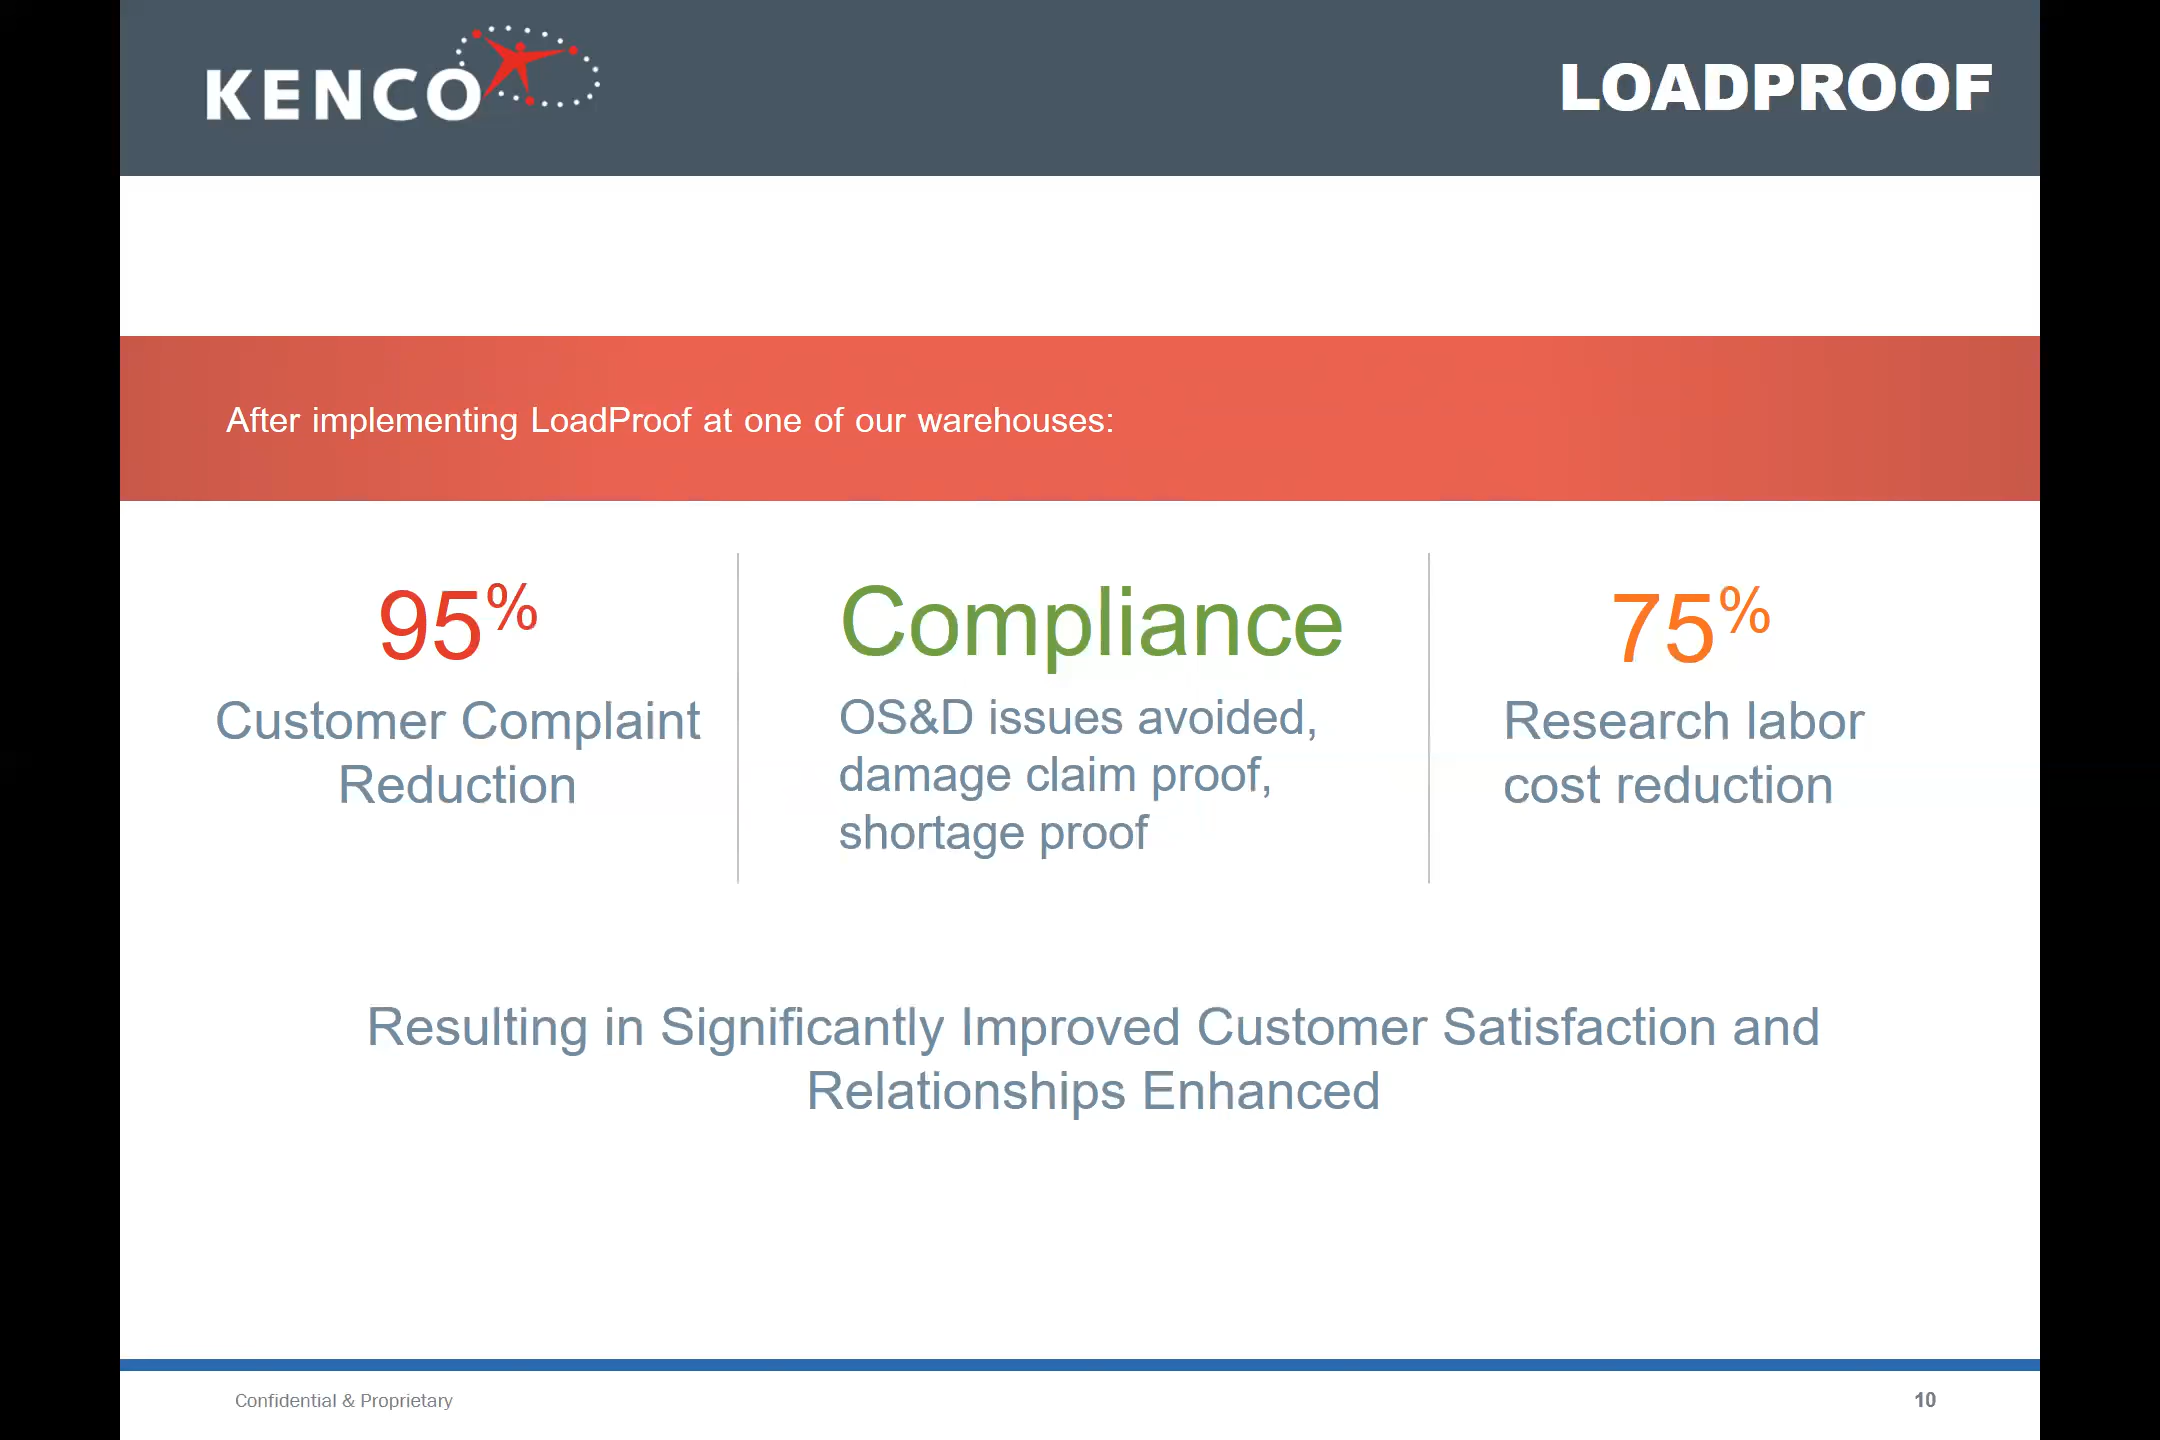 KENCO
LOADPROOF
After implementing LoadProof at one of our warehouses:
95%
Customer Complaint
Reduction
Compliance
OS&D issues avoided,
damage claim proof,
shortage proof
75%
Research labor
cost reduction
Resulting in Significantly Improved Customer Satisfaction and
Relationships Enhanced
Confidential & Proprietary
10